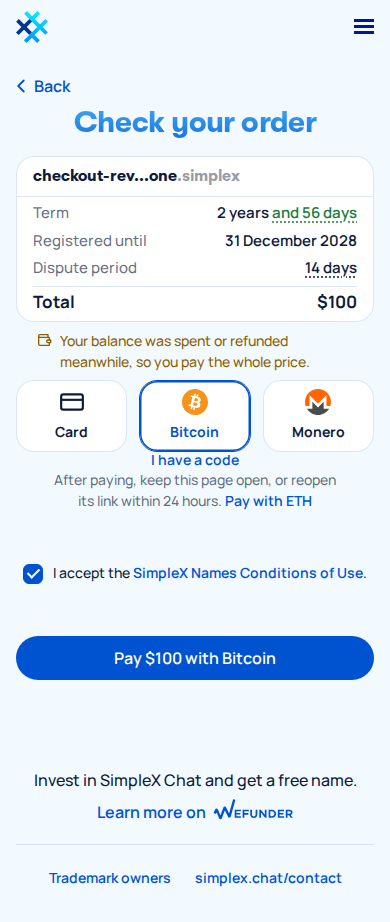 Back
Check your order
checkout-rev...one.simplex
Term 2 years and 56 days
Registered until 31 December 2028
Dispute period 14 days
Total $100
Your balance was spent or refunded
meanwhile, so you pay the whole price.
Card Bitcoin Monero
I have a code
After paying, keep this page open, or reopen
its link within 24 hours. Pay with ETH
I accept the SimpleX Names Conditions of Use.
Pay $100 with Bitcoin
Invest in SimpleX Chat and get a free name.
Learn more on WEFUNDER
Trademark owners simplex.chat/contact